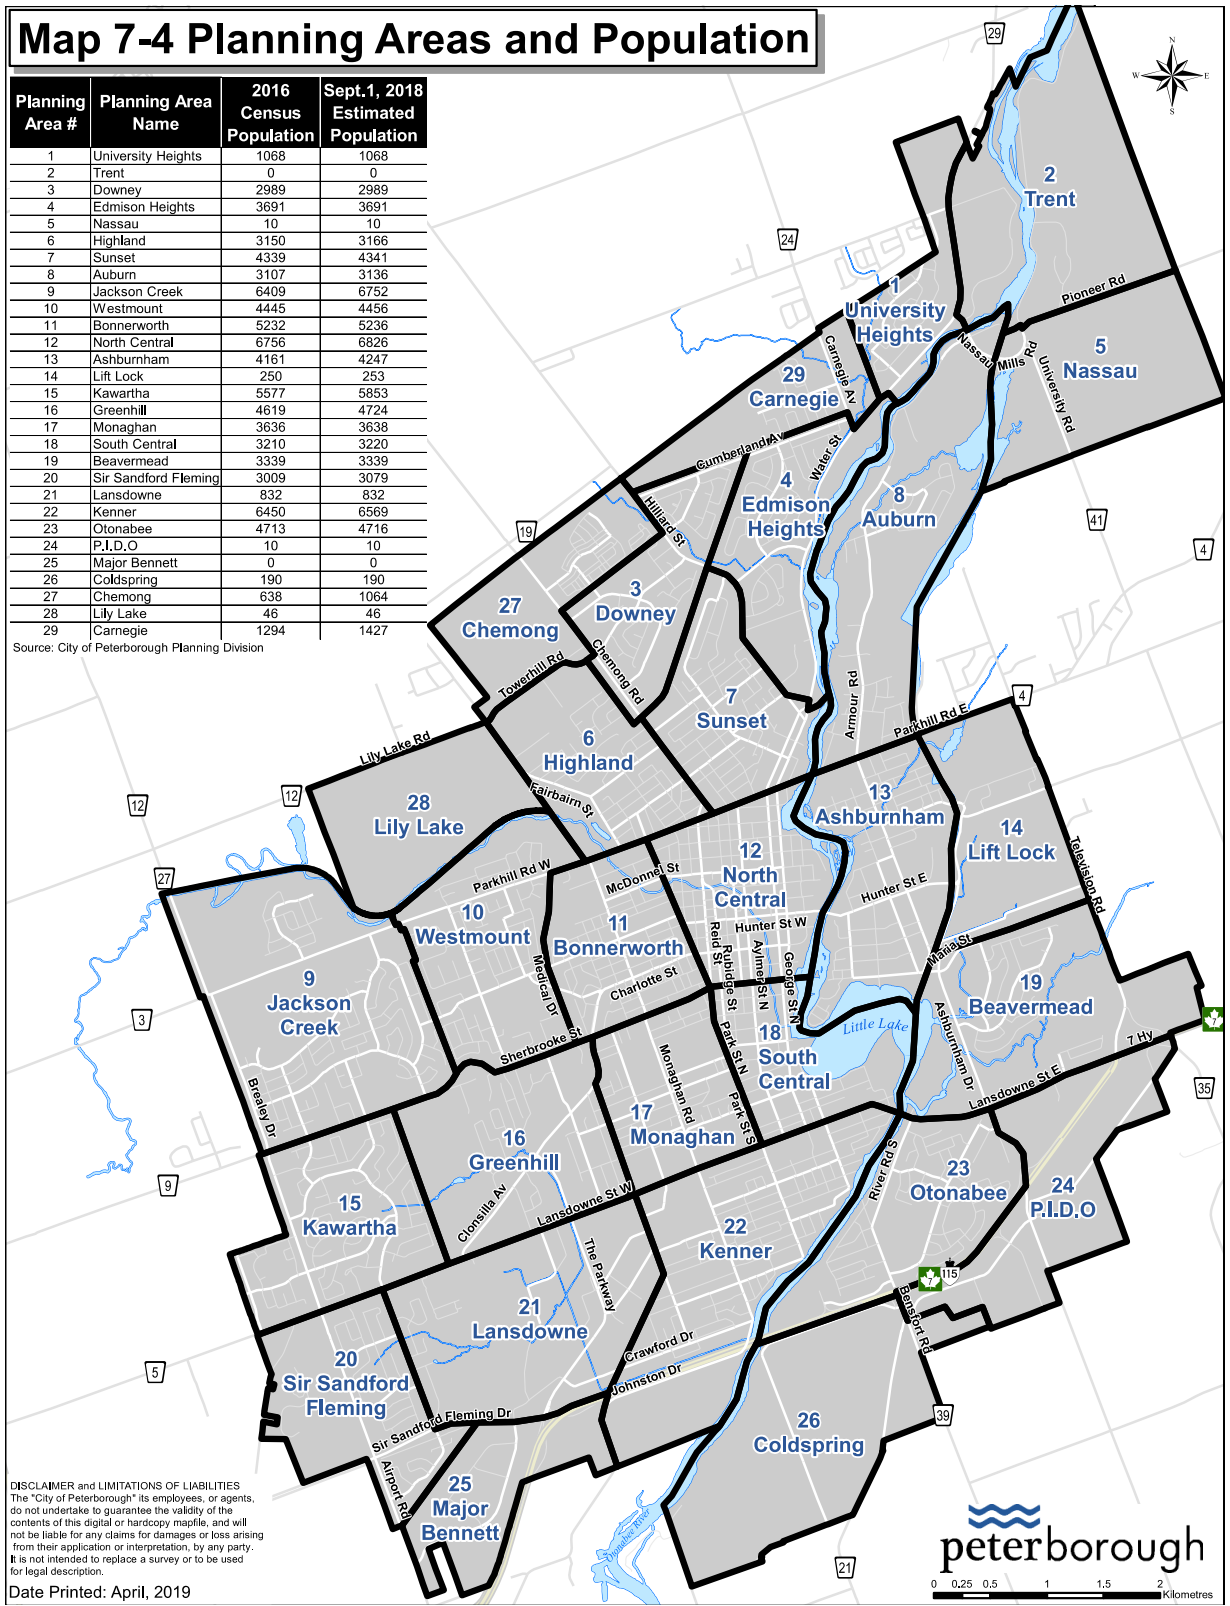 Map 7-4 Planning Areas and Population
Planning Area # Planning Area Name 2016 Census Population Sept.1, 2018 Estimated Population
1 University Heights 1068 1068
2 Trent 0 0
3 Downey 2989 2989
4 Edmison Heights 3691 3691
5 Nassau 10 10
6 Highland 3150 3166
7 Sunset 4339 4341
8 Auburn 3107 3136
9 Jackson Creek 6409 6752
10 Westmount 4445 4456
11 Bonnerworth 5232 5236
12 North Central 6756 6826
13 Ashburnham 4161 4247
14 Lift Lock 250 253
15 Kawartha 5577 5853
16 Greenhill 4619 4724
17 Monaghan 3636 3638
18 South Central 3210 3220
19 Beavermead 3339 3339
20 Sir Sandford Fleming 3009 3079
21 Lansdowne 832 832
22 Kenner 6450 6569
23 Otonabee 4713 4716
24 P.I.D.O 10 10
25 Major Bennett 0 0
26 Coldspring 190 190
27 Chemong 638 1064
28 Lily Lake 46 46
29 Carnegie 1294 1427
Source: City of Peterborough Planning Division
29
N
W E
S
24
2
Trent
1
University
Heights
Pioneer Rd
Nassau
Mills Rd
University Rd
5
Nassau
Carnegie Av
29
Carnegie
Cumberland Av
Water St
4
Edmison
Heights
8
Auburn
Hilliard St
19
41
4
3
Downey
27
Chemong
Chemong Rd
Towerhill Rd
7
Sunset
Armour Rd
Parkhill Rd E
4
6
Highland
Lily Lake Rd
Fairbairn St
12
12
28
Lily Lake
13
Ashburnham
14
Lift Lock
Television Rd
27
Parkhill Rd W
McDonnel St
12
North
Central
Hunter St E
10
Westmount
11
Bonnerworth
Hunter St W
Reid St
Rubidge St
Aylmer St N
George St N
Maria St
Medical Dr
Charlotte St
9
Jackson
Creek
19
Beavermead
3
7
Little Lake
Ashburnham Dr
7 Hy
Sherbrooke St
18
South
Central
Park St N
Monaghan Rd
Park St S
Lansdowne St E
35
Brealey Dr
17
Monaghan
16
Greenhill
River Rd S
23
Otonabee
24
P.I.D.O
9
15
Kawartha
Clonsilla Av
Lansdowne St W
22
Kenner
The Parkway
7
115
Bensfort Rd
21
Lansdowne
Crawford Dr
Johnston Dr
5
20
Sir Sandford
Fleming
Sir Sandford Fleming Dr
39
26
Coldspring
Airport Rd
25
Major
Bennett
Otonabee River
21
DISCLAIMER and LIMITATIONS OF LIABILITIES
The "City of Peterborough" its employees, or agents,
do not undertake to guarantee the validity of the
contents of this digital or hardcopy mapfile, and will
not be liable for any claims for damages or loss arising
from their application or interpretation, by any party.
It is not intended to replace a survey or to be used
for legal description.
Date Printed: April, 2019
peterborough
0 0.25 0.5 1 1.5 2
Kilometres